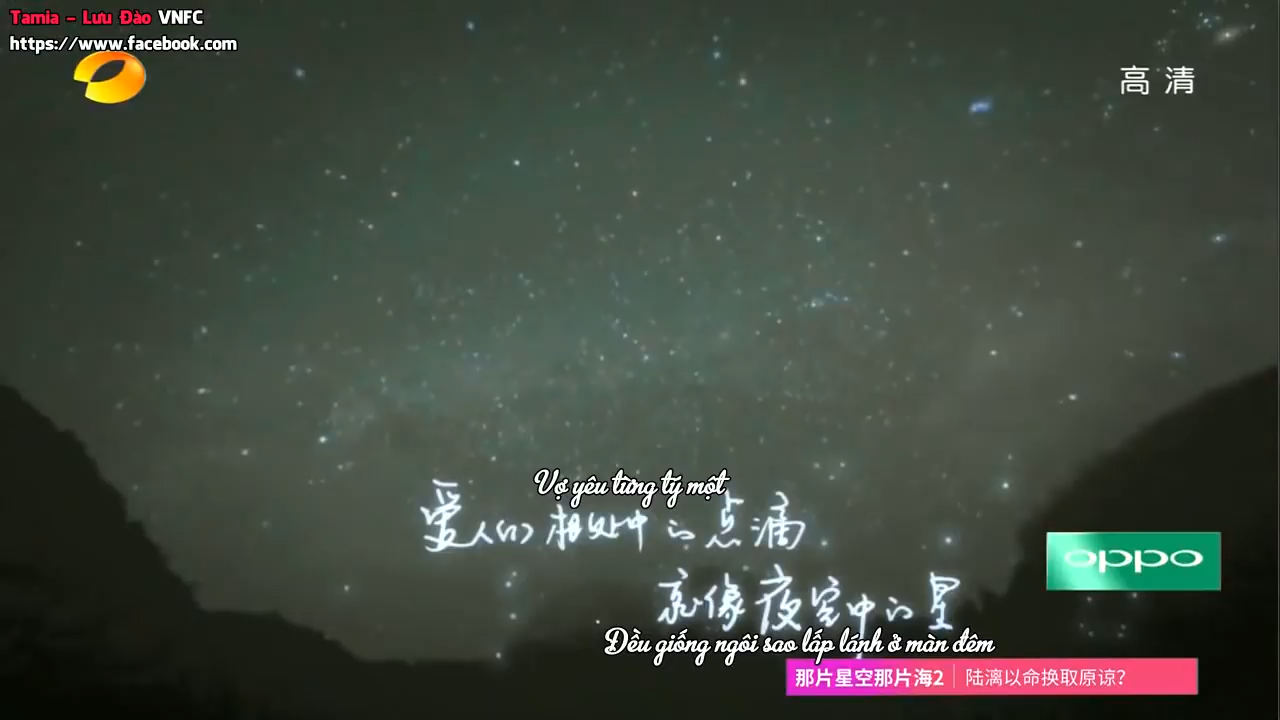 Tamia - Lưu Đào VNFC
https://www.facebook.com
高清
Vợ yêu từng tý một
爱人们相处中的点滴
oppo
就像夜空中的星
Đều giống ngôi sao lấp lánh ở màn đêm
那片星空那片海2 陆漓以命换取原谅?